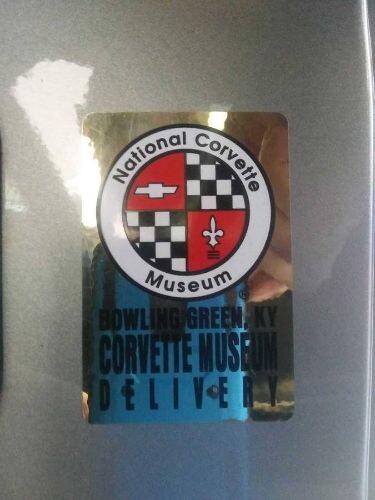 National Corvette
Museum
®
BOWLING GREEN, KY
CORVETTE MUSEUM
DELIVERY